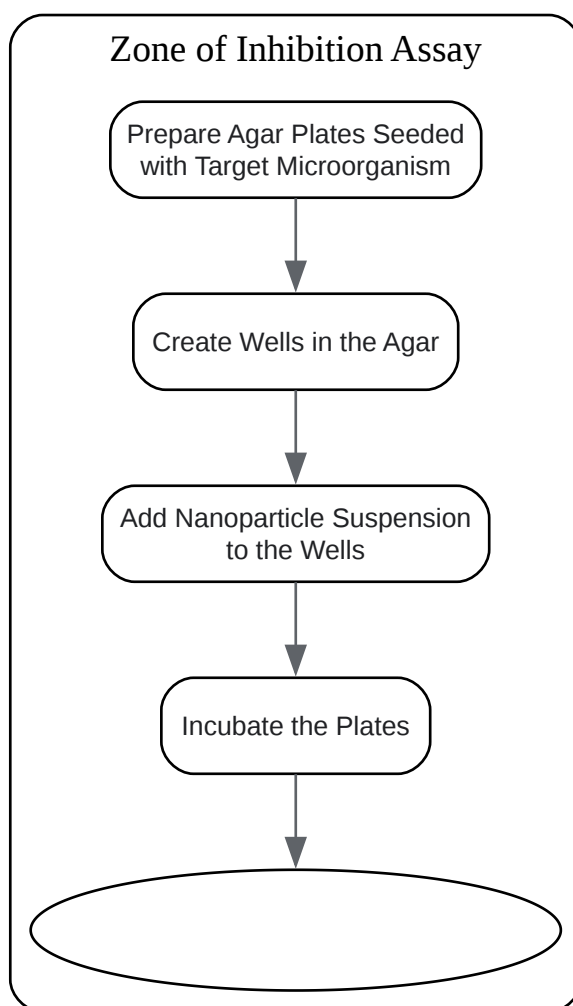 Zone of Inhibition Assay
Prepare Agar Plates Seeded
with Target Microorganism
Create Wells in the Agar
Add Nanoparticle Suspension
to the Wells
Incubate the Plates